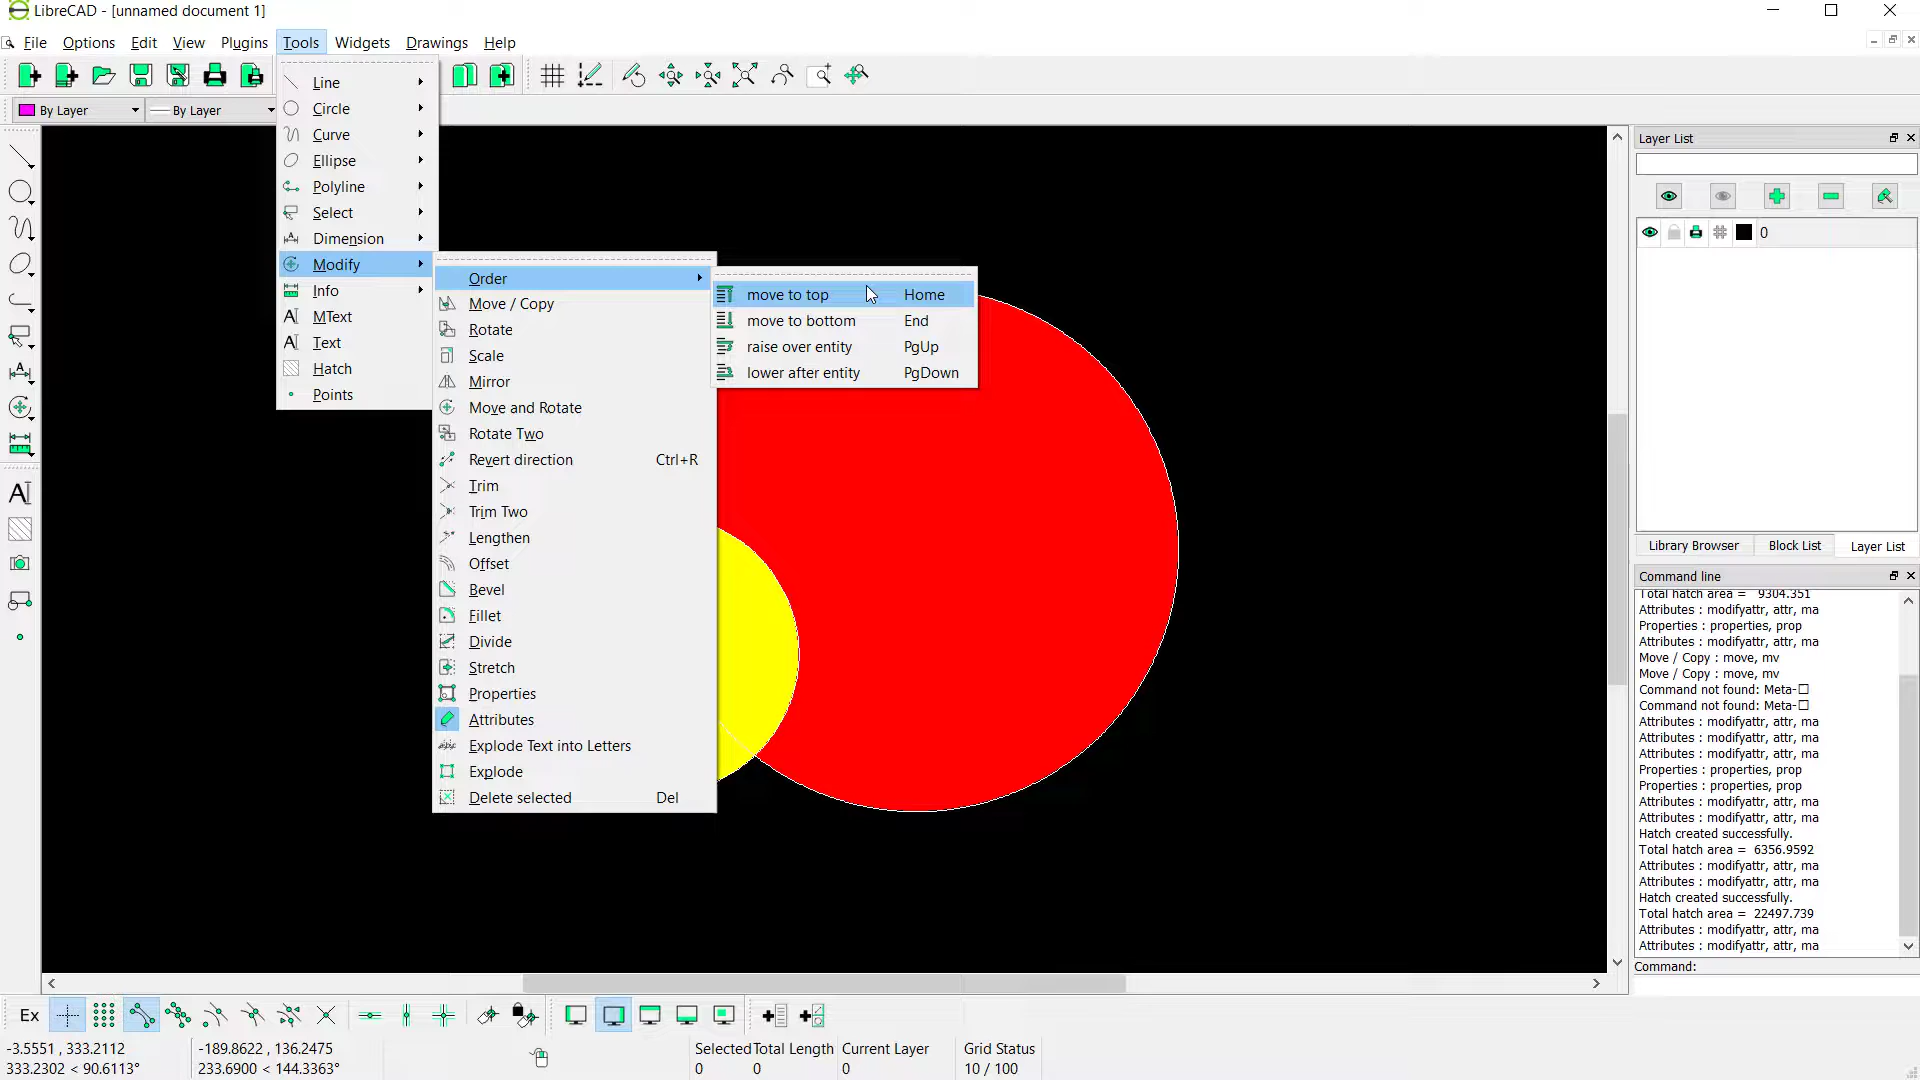 LibreCAD - [unnamed document 1]
File Options Edit View Plugins Tools Widgets Drawings Help
By Layer By Layer
Line
Circle
Curve
Ellipse
Polyline
Select
Dimension
Modify
Info
MText
Text
Hatch
Points
Order
Move / Copy
Rotate
Scale
Mirror
Move and Rotate
Rotate Two
Revert direction Ctrl+R
Trim
Trim Two
Lengthen
Offset
Bevel
Fillet
Divide
Stretch
Properties
Attributes
Explode Text into Letters
Explode
Delete selected Del
move to top Home
move to bottom End
raise over entity PgUp
lower after entity PgDown
Layer List
0
Library Browser Block List Layer List
Command line
Total hatch area = 9304.351
Attributes : modifyattr, attr, ma
Properties : properties, prop
Attributes : modifyattr, attr, ma
Move / Copy : move, mv
Move / Copy : move, mv
Command not found: Meta-☐
Command not found: Meta-☐
Attributes : modifyattr, attr, ma
Attributes : modifyattr, attr, ma
Attributes : modifyattr, attr, ma
Properties : properties, prop
Properties : properties, prop
Attributes : modifyattr, attr, ma
Attributes : modifyattr, attr, ma
Hatch created successfully.
Total hatch area = 6356.9592
Attributes : modifyattr, attr, ma
Attributes : modifyattr, attr, ma
Hatch created successfully.
Total hatch area = 22497.739
Attributes : modifyattr, attr, ma
Attributes : modifyattr, attr, ma
Command:
Ex
-3.5551 , 333.2112 -189.8622 , 136.2475 Selected Total Length Current Layer Grid Status
333.2302 < 90.6113° 233.6900 < 144.3363° 0 0 0 10 / 100